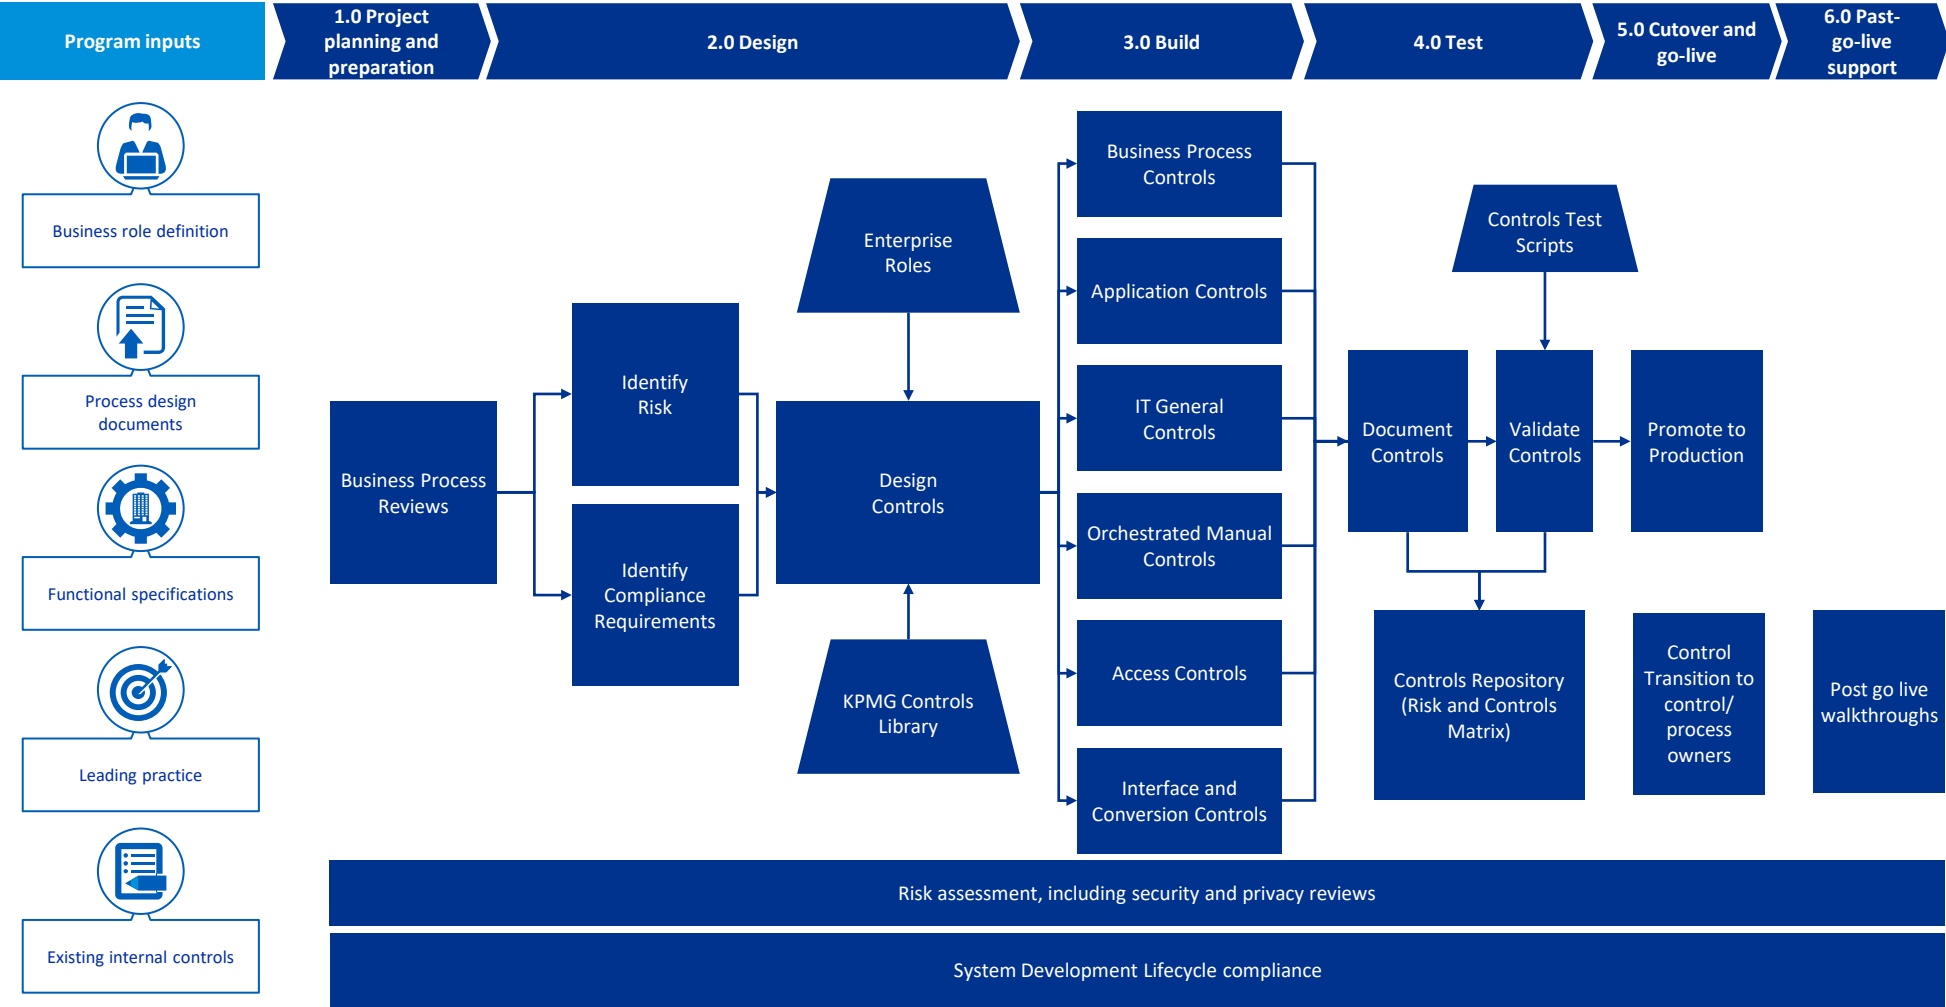 Program inputs
1.0 Project
planning and
preparation
2.0 Design
3.0 Build
4.0 Test
5.0 Cutover and
go-live
6.0 Past-
go-live
support
Business role definition
Process design
documents
Functional specifications
Leading practice
Existing internal controls
Business Process
Reviews
Identify
Risk
Identify
Compliance
Requirements
Enterprise
Roles
Design
Controls
KPMG Controls
Library
Business Process
Controls
Application Controls
IT General
Controls
Orchestrated Manual
Controls
Access Controls
Interface and
Conversion Controls
Controls Test
Scripts
Document
Controls
Validate
Controls
Promote to
Production
Controls Repository
(Risk and Controls
Matrix)
Control
Transition to
control/
process
owners
Post go live
walkthroughs
Risk assessment, including security and privacy reviews
System Development Lifecycle compliance